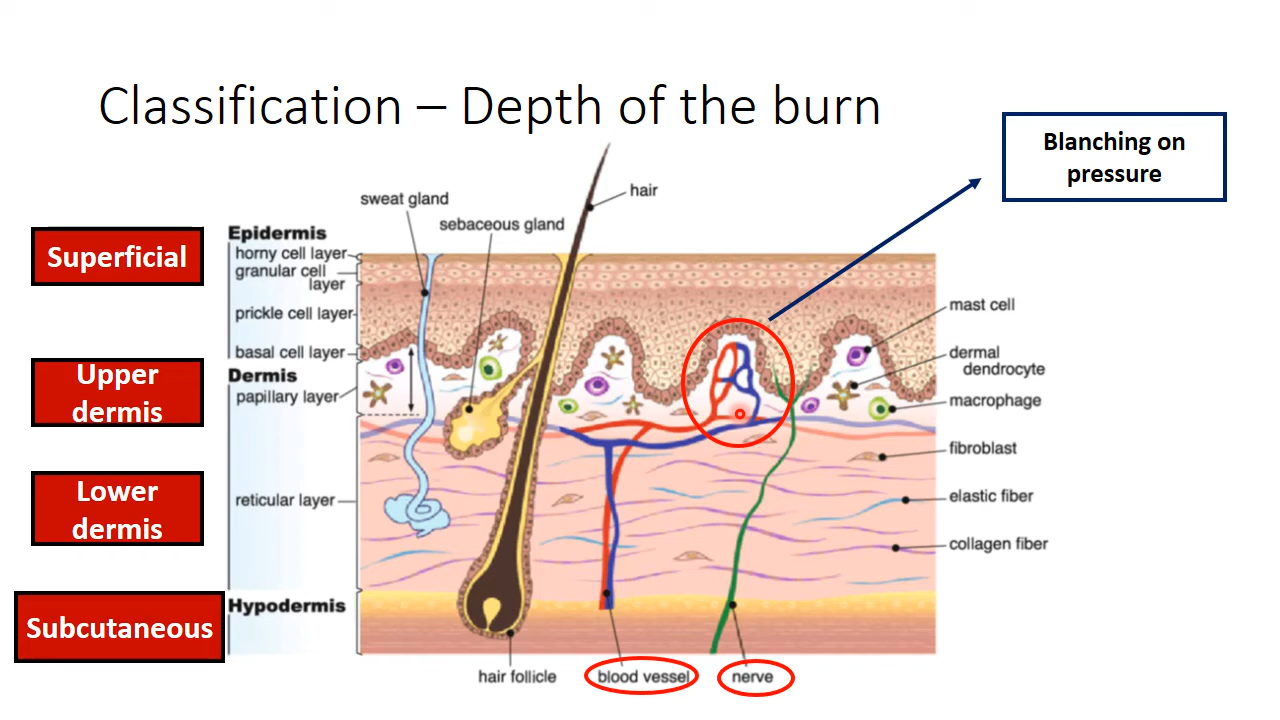 Classification – Depth of the burn
Blanching on
pressure
hair
sweat gland
sebaceous gland
Superficial
Epidermis
horny cell layer
granular cell
layer
prickle cell layer
basal cell layer
Upper
dermis
Dermis
papillary layer
mast cell
dermal
dendrocyte
macrophage
fibroblast
Lower
dermis
reticular layer
elastic fiber
collagen fiber
Subcutaneous
Hypodermis
hair follicle
blood vessel
nerve